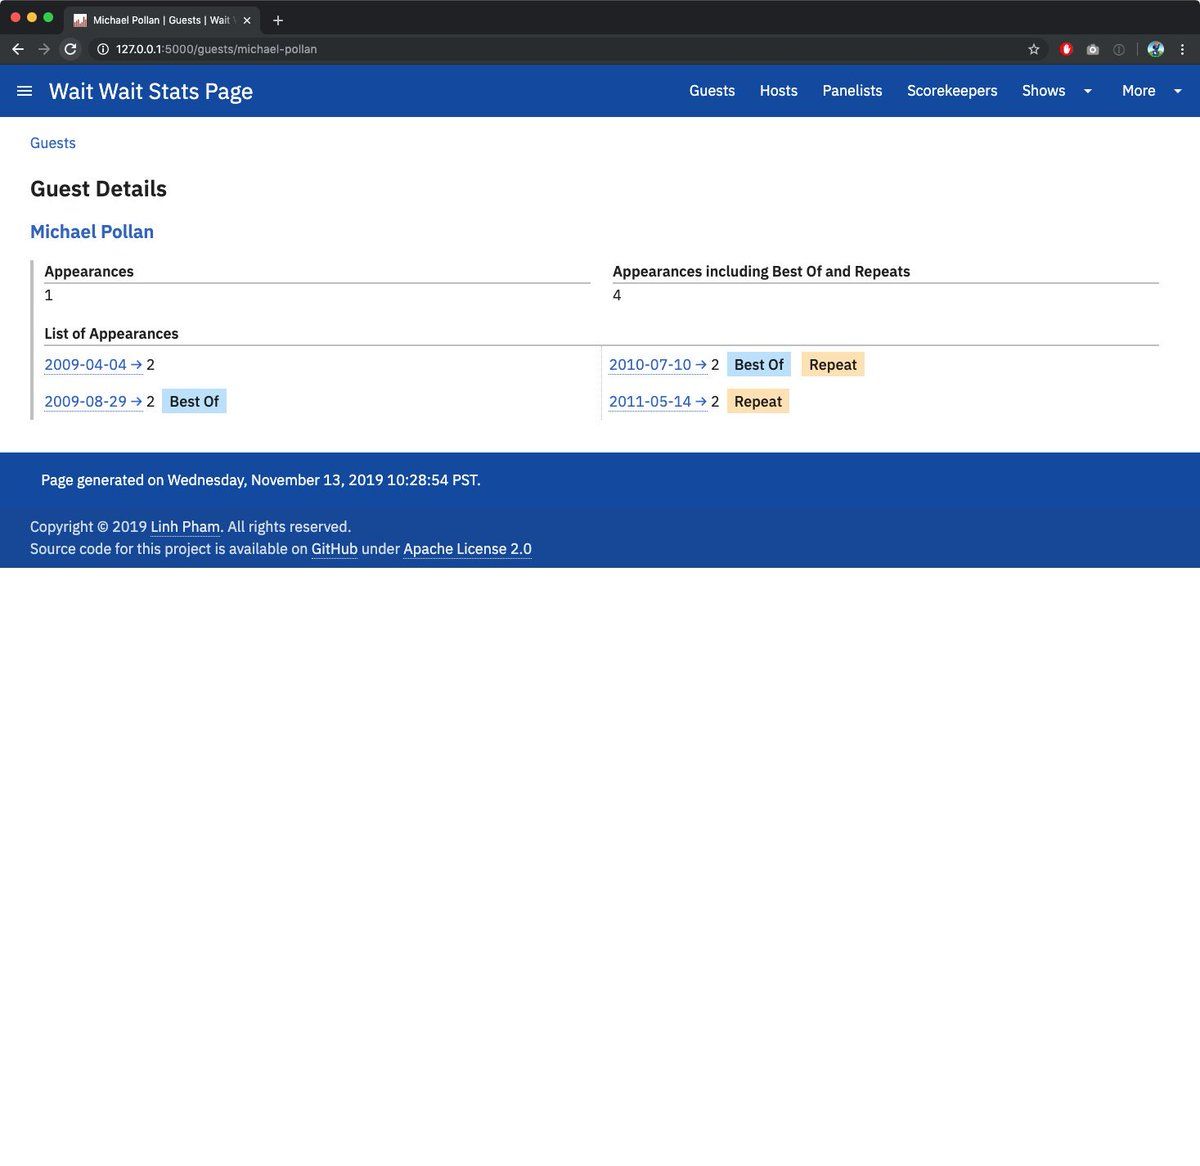 Michael Pollan | Guests | Wait
127.0.0.1:5000/guests/michael-pollan
Wait Wait Stats Page
Guests Hosts Panelists Scorekeepers Shows More
Guests
Guest Details
Michael Pollan
Appearances
1
Appearances including Best Of and Repeats
4
List of Appearances
2009-04-04 → 2
2009-08-29 → 2 Best Of
2010-07-10 → 2 Best Of Repeat
2011-05-14 → 2 Repeat
Page generated on Wednesday, November 13, 2019 10:28:54 PST.
Copyright © 2019 Linh Pham. All rights reserved.
Source code for this project is available on GitHub under Apache License 2.0